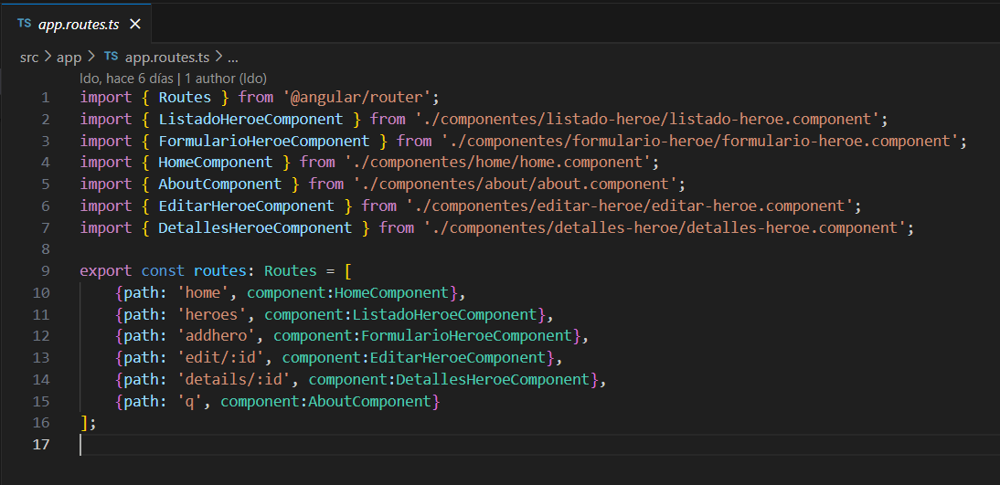 TS app.routes.ts ×
src > app > TS app.routes.ts > ...
Ido, hace 6 días | 1 author (Ido)
1 import { Routes } from '@angular/router';
2 import { ListadoHeroeComponent } from './componentes/listado-heroe/listado-heroe.component';
3 import { FormularioHeroeComponent } from './componentes/formulario-heroe/formulario-heroe.component';
4 import { HomeComponent } from './componentes/home/home.component';
5 import { AboutComponent } from './componentes/about/about.component';
6 import { EditarHeroeComponent } from './componentes/editar-heroe/editar-heroe.component';
7 import { DetallesHeroeComponent } from './componentes/detalles-heroe/detalles-heroe.component';
8
9 export const routes: Routes = [
10     {path: 'home', component:HomeComponent},
11     {path: 'heroes', component:ListadoHeroeComponent},
12     {path: 'addhero', component:FormularioHeroeComponent},
13     {path: 'edit/:id', component:EditarHeroeComponent},
14     {path: 'details/:id', component:DetallesHeroeComponent},
15     {path: 'q', component:AboutComponent}
16 ];
17